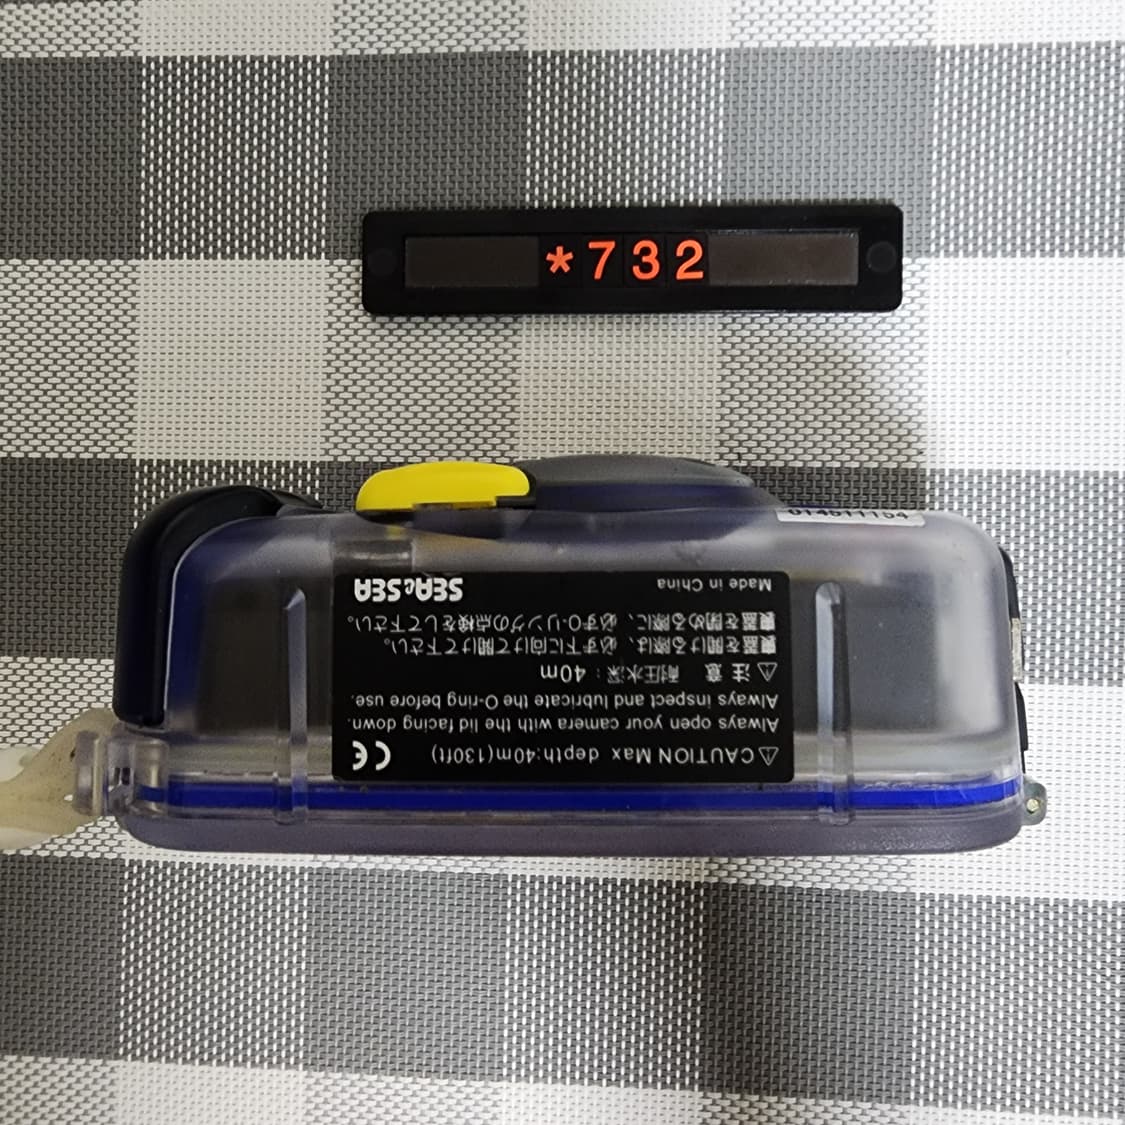 *732
CAUTION Max depth:40m(130ft)
Always open your camera with the lid facing down.
Always inspect and lubricate the O-ring before use.
注 意 耐圧水深：40m
裏蓋を開ける際は、必ず下に向けて開けて下さい。
裏蓋を閉める際に、必ずO-リングの点検をして下さい。
Made in China SEA&SEA
CE